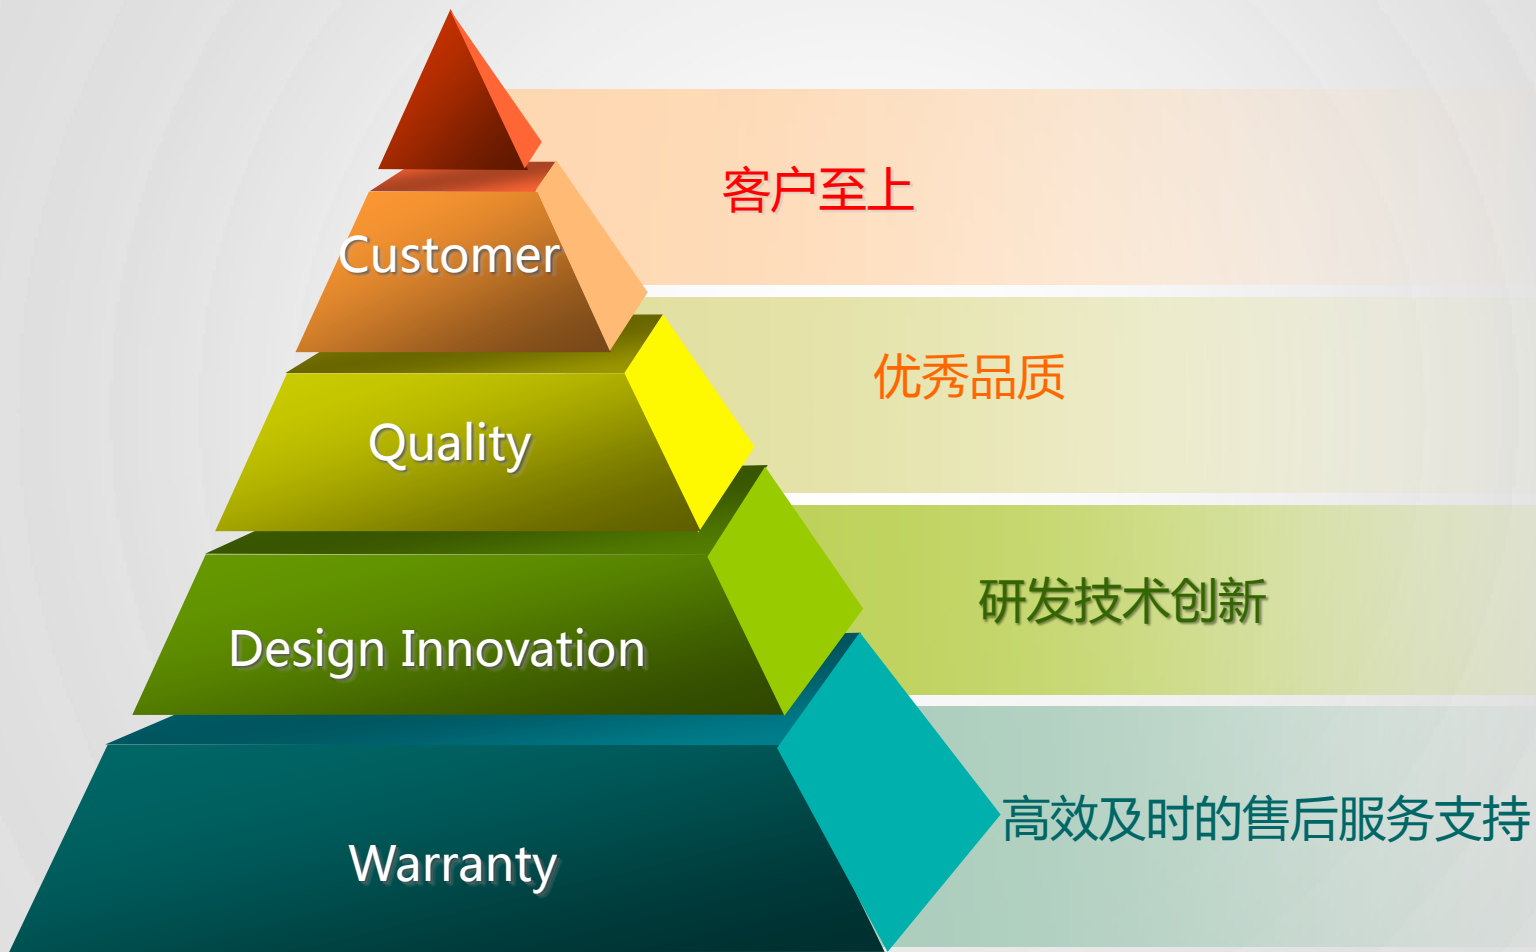 客户至上
Customer
优秀品质
Quality
研发技术创新
Design Innovation
高效及时的售后服务支持
Warranty